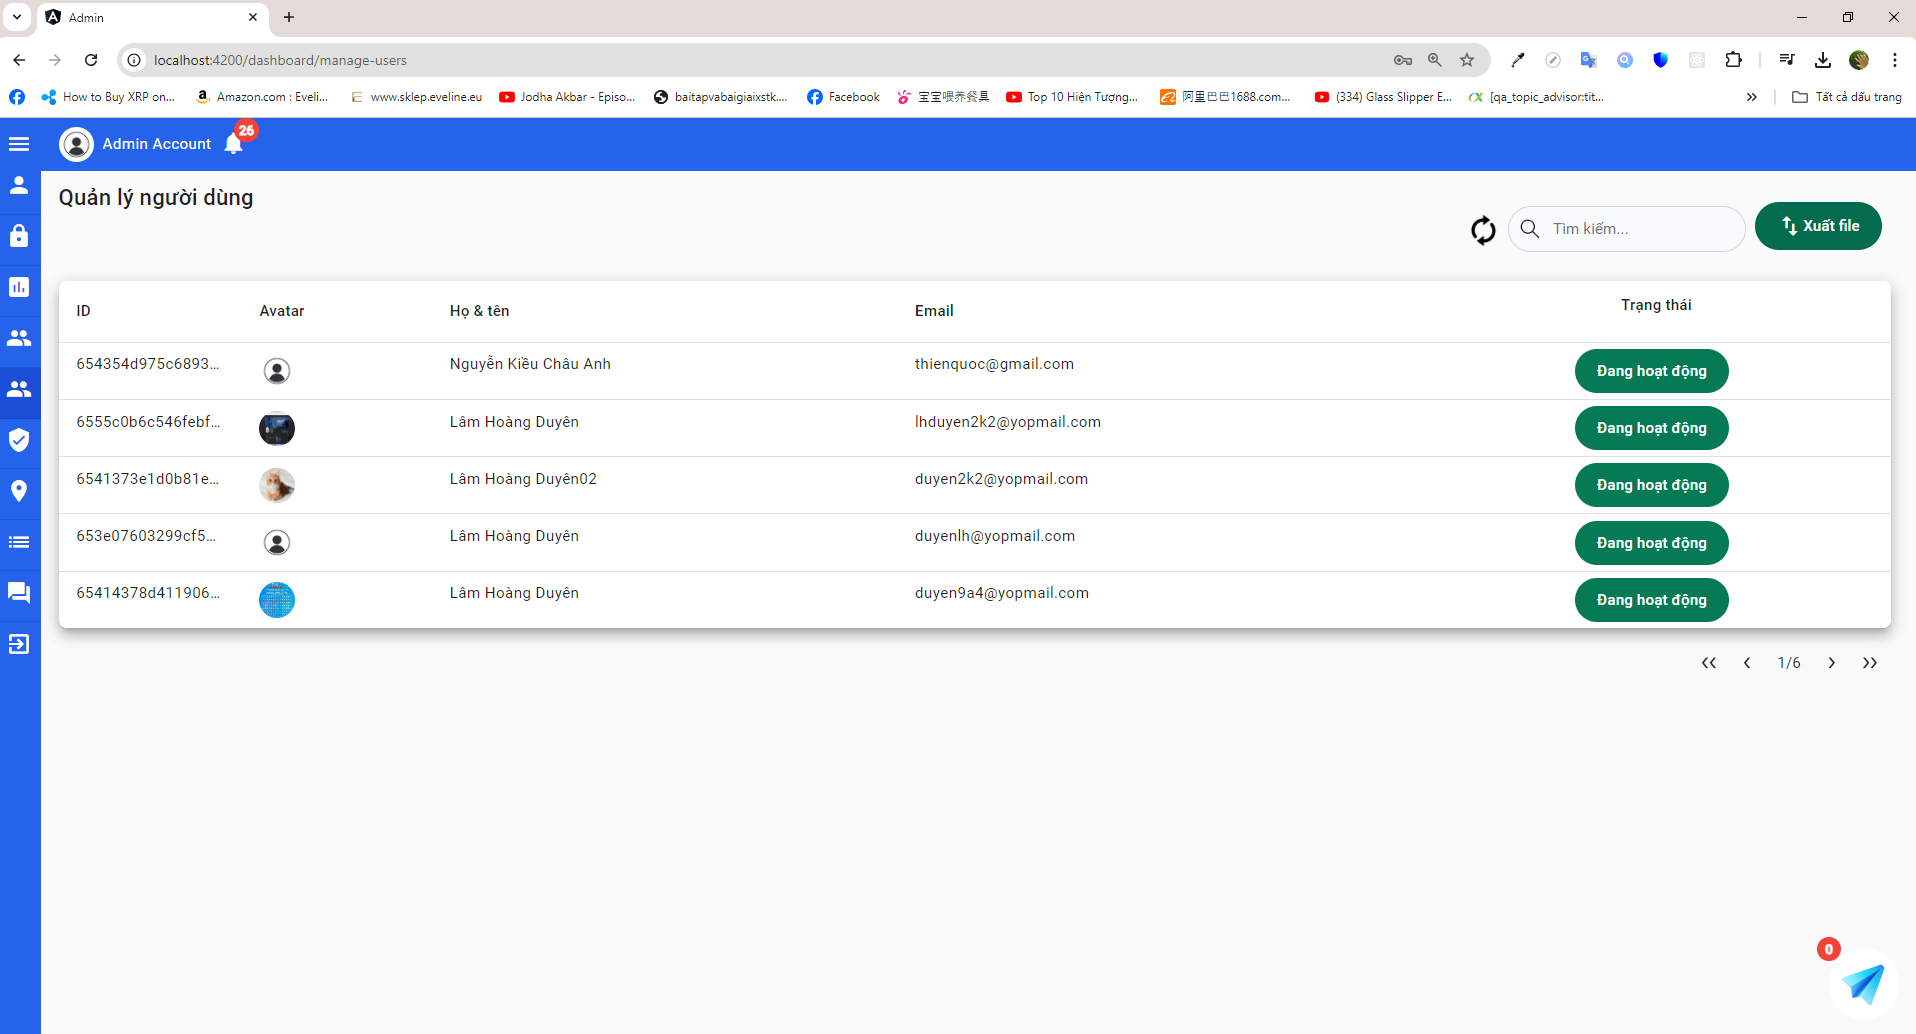 Admin
localhost:4200/dashboard/manage-users
How to Buy XRP on...
Amazon.com : Eveli...
www.sklep.eveline.eu
Jodha Akbar - Episo...
baitapvabaigiaixstk....
Facebook
宝宝喂养餐具
Top 10 Hiện Tượng...
阿里巴巴1688.com...
(334) Glass Slipper E...
[qa_topic_advisor:tit...
Tất cả dấu trang
Admin Account
26
Quản lý người dùng
Tìm kiếm...
Xuất file
ID Avatar Họ & tên Email Trạng thái
654354d975c6893... Nguyễn Kiều Châu Anh thienquoc@gmail.com Đang hoạt động
6555c0b6c546febf... Lâm Hoàng Duyên lhduyen2k2@yopmail.com Đang hoạt động
6541373e1d0b81e... Lâm Hoàng Duyên02 duyen2k2@yopmail.com Đang hoạt động
653e07603299cf5... Lâm Hoàng Duyên duyenlh@yopmail.com Đang hoạt động
65414378d411906... Lâm Hoàng Duyên duyen9a4@yopmail.com Đang hoạt động
1/6
0